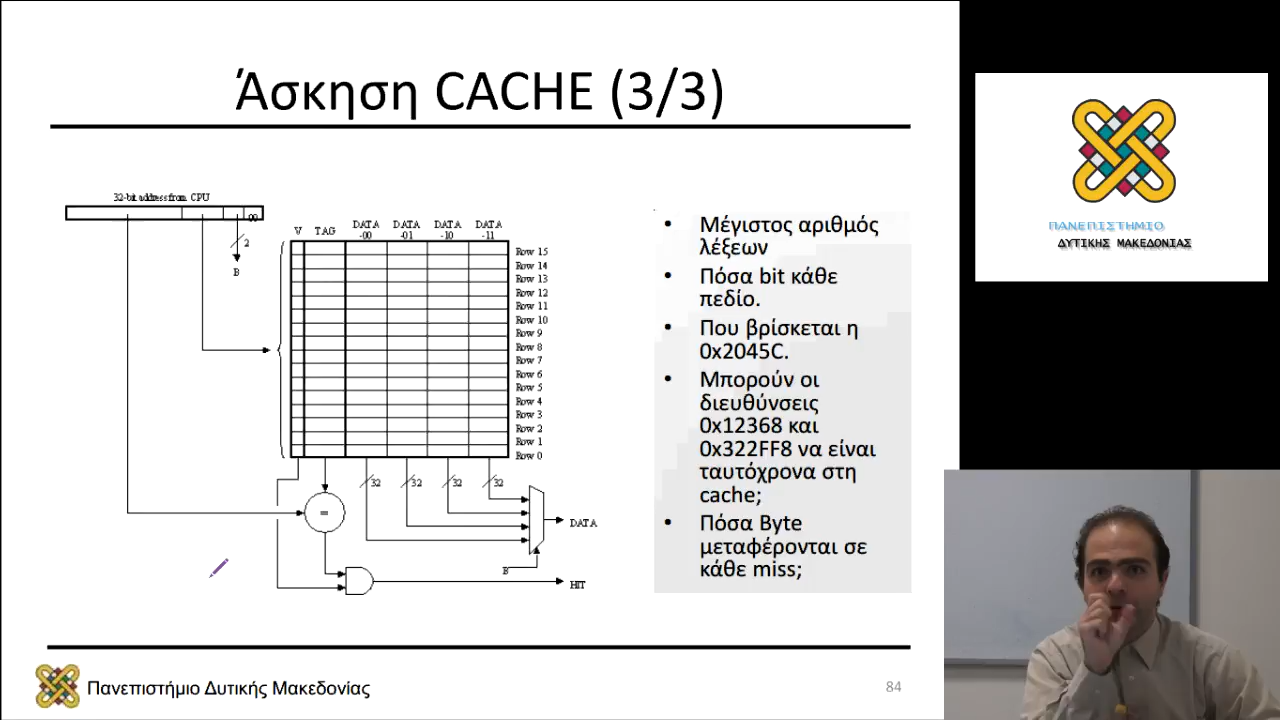 Άσκηση CACHE (3/3)
32-bit address from CPU
00
2
B
V TAG DATA DATA DATA DATA
-00 -01 -10 -11
Row 15
Row 14
Row 13
Row 12
Row 11
Row 10
Row 9
Row 8
Row 7
Row 6
Row 5
Row 4
Row 3
Row 2
Row 1
Row 0
32 32 32 32
=
DATA
B
HIT
• Μέγιστος αριθμός
λέξεων
• Πόσα bit κάθε
πεδίο.
• Που βρίσκεται η
0x2045C.
• Μπορούν οι
διευθύνσεις
0x12368 και
0x322FF8 να είναι
ταυτόχρονα στη
cache;
• Πόσα Byte
μεταφέρονται σε
κάθε miss;
Πανεπιστήμιο Δυτικής Μακεδονίας
84
ΠΑΝΕΠΙΣΤΗΜΙΟ
ΔΥΤΙΚΗΣ ΜΑΚΕΔΟΝΙΑΣ